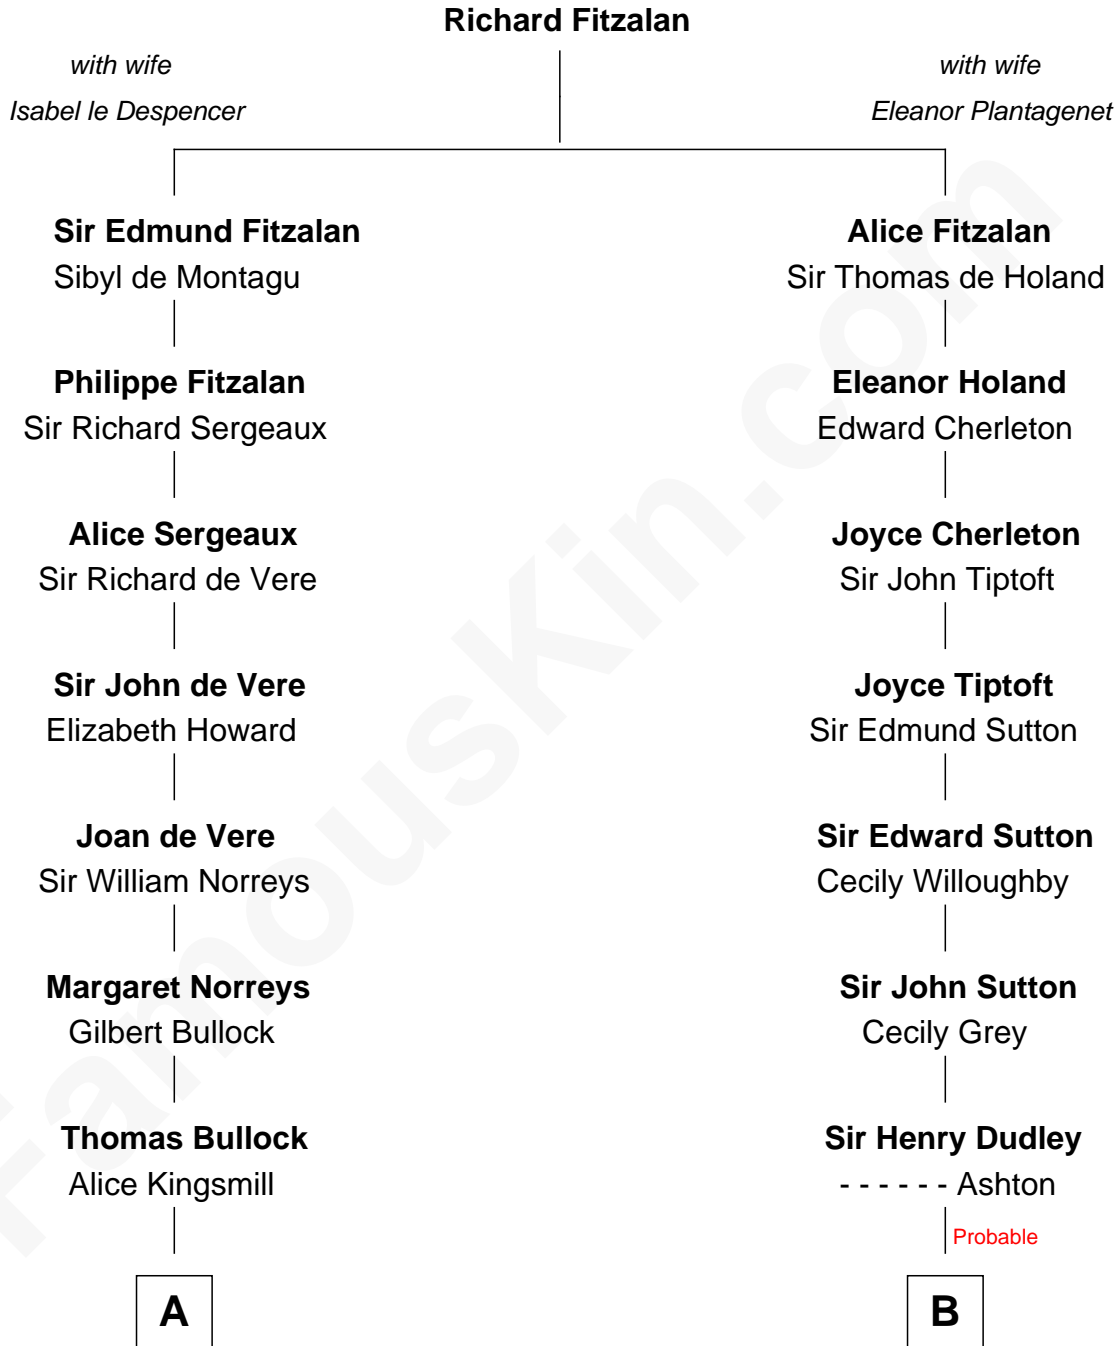 Richard Fitzalan
with wife
Isabel le Despencer
with wife
Eleanor Plantagenet
Sir Edmund Fitzalan
Sibyl de Montagu
Philippe Fitzalan
Sir Richard Sergeaux
Alice Sergeaux
Sir Richard de Vere
Sir John de Vere
Elizabeth Howard
Joan de Vere
Sir William Norreys
Margaret Norreys
Gilbert Bullock
Thomas Bullock
Alice Kingsmill
A
Alice Fitzalan
Sir Thomas de Holand
Eleanor Holand
Edward Cherleton
Joyce Cherleton
Sir John Tiptoft
Joyce Tiptoft
Sir Edmund Sutton
Sir Edward Sutton
Cecily Willoughby
Sir John Sutton
Cecily Grey
Sir Henry Dudley
- - - - - - Ashton
Probable
B
FamousKin.com